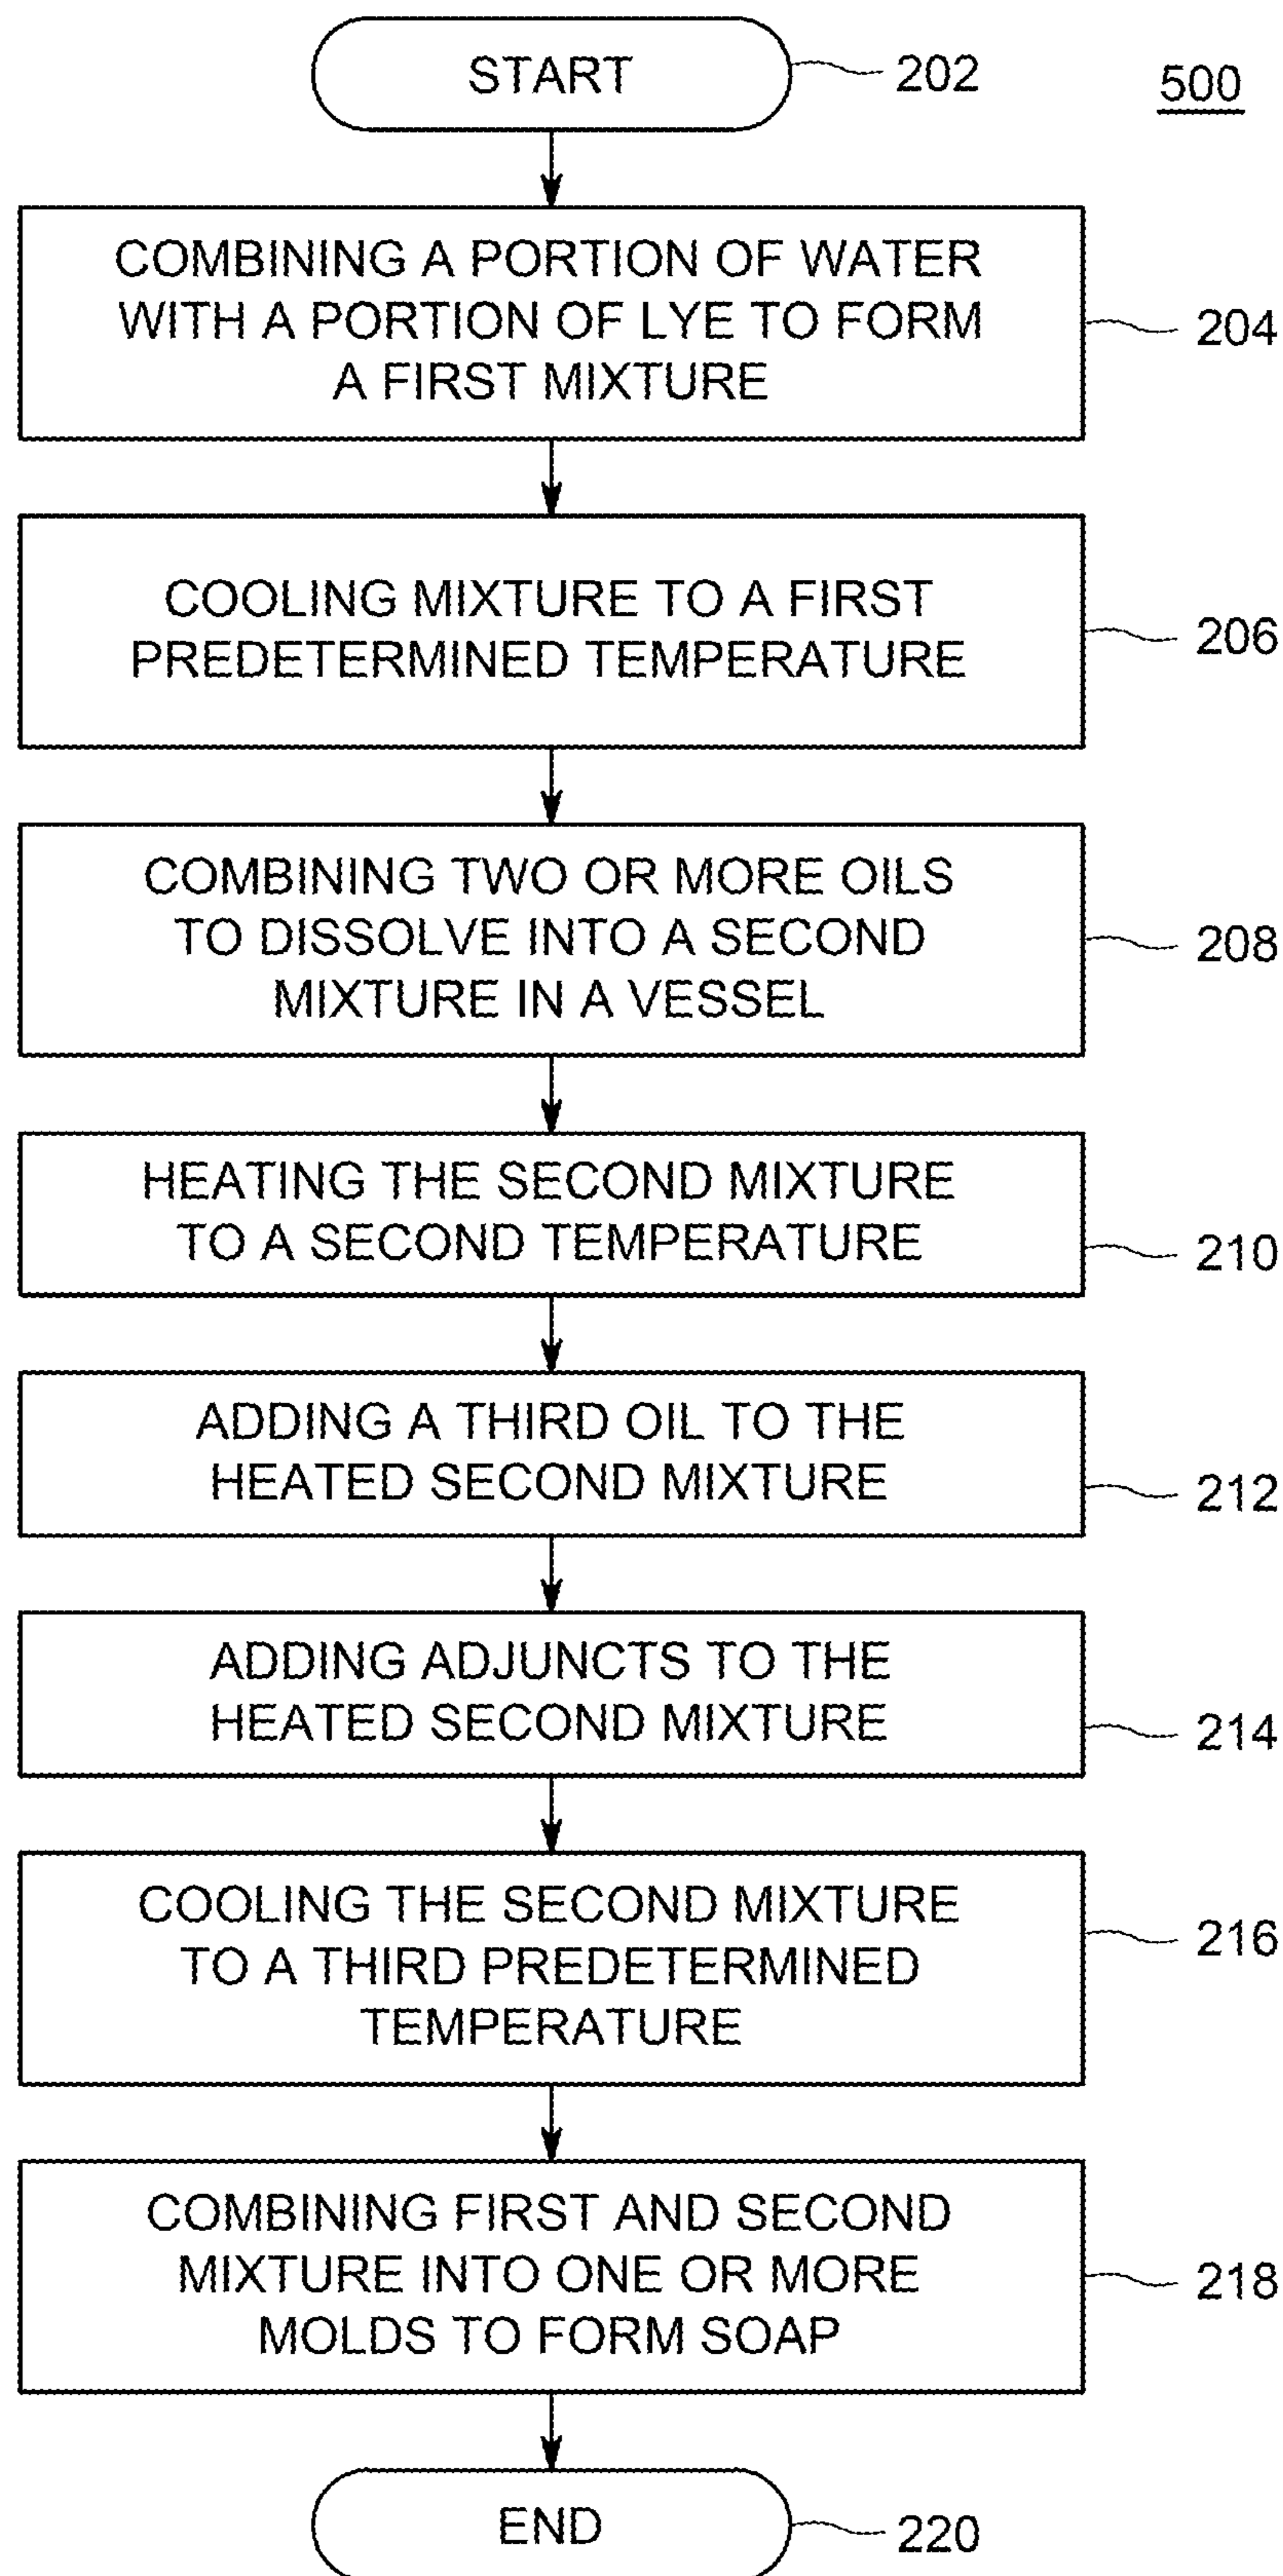 START
202
500
COMBINING A PORTION OF WATER
WITH A PORTION OF LYE TO FORM
A FIRST MIXTURE
204
COOLING MIXTURE TO A FIRST
PREDETERMINED TEMPERATURE
206
COMBINING TWO OR MORE OILS
TO DISSOLVE INTO A SECOND
MIXTURE IN A VESSEL
208
HEATING THE SECOND MIXTURE
TO A SECOND TEMPERATURE
210
ADDING A THIRD OIL TO THE
HEATED SECOND MIXTURE
212
ADDING ADJUNCTS TO THE
HEATED SECOND MIXTURE
214
COOLING THE SECOND MIXTURE
TO A THIRD PREDETERMINED
TEMPERATURE
216
COMBINING FIRST AND SECOND
MIXTURE INTO ONE OR MORE
MOLDS TO FORM SOAP
218
END
220